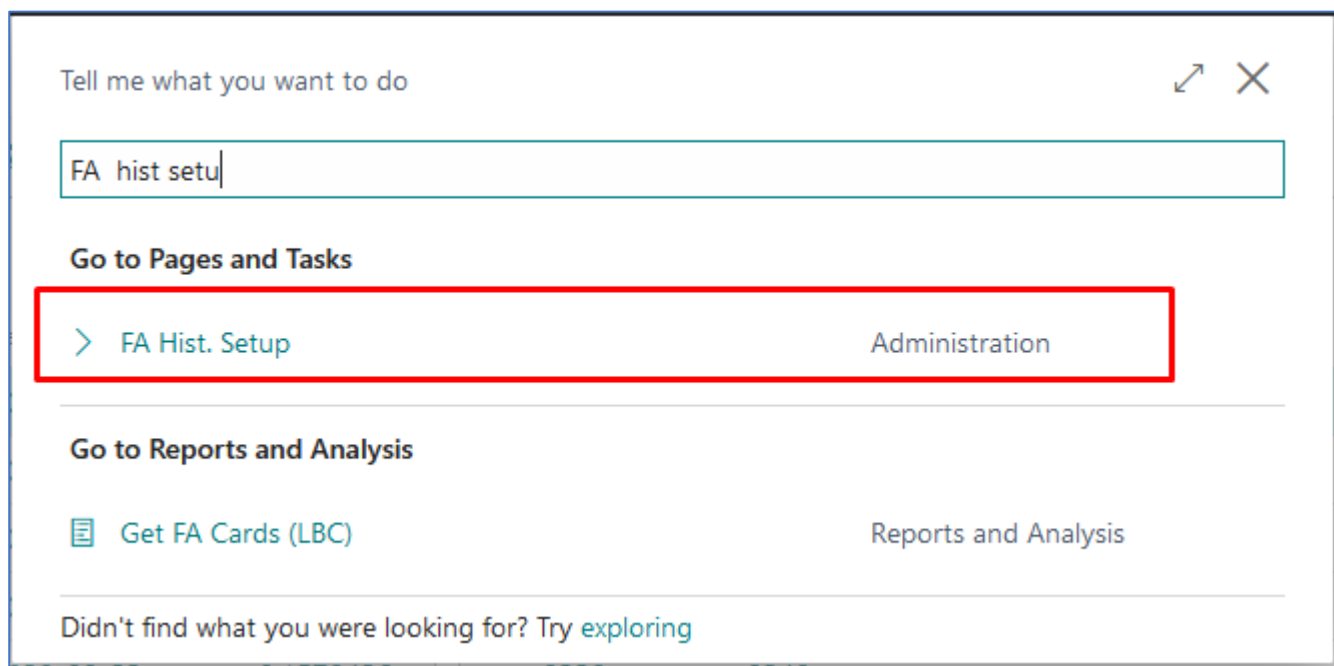 Tell me what you want to do
FA  hist setu
Go to Pages and Tasks
FA Hist. Setup Administration
Go to Reports and Analysis
Get FA Cards (LBC) Reports and Analysis
Didn't find what you were looking for? Try exploring